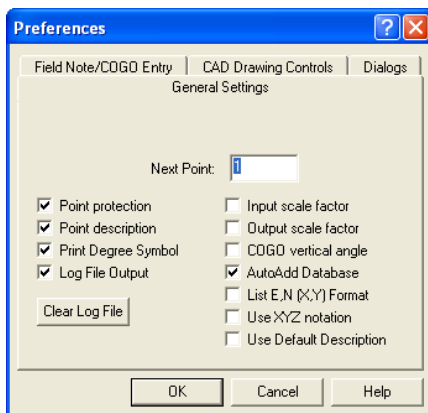 Preferences
Field Note/COGO Entry CAD Drawing Controls Dialogs
General Settings
Next Point: 1
Point protection Input scale factor
Point description Output scale factor
Print Degree Symbol COGO vertical angle
Log File Output AutoAdd Database
List E,N (X,Y) Format
Clear Log File Use XYZ notation
Use Default Description
OK Cancel Help